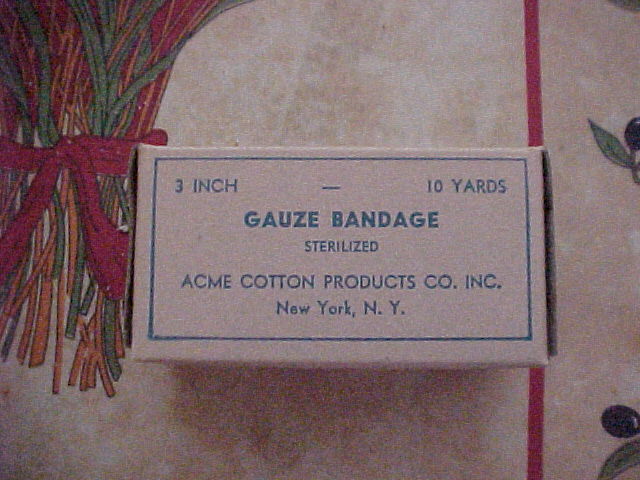 3 INCH — 10 YARDS
GAUZE BANDAGE
STERILIZED
ACME COTTON PRODUCTS CO. INC.
New York, N. Y.